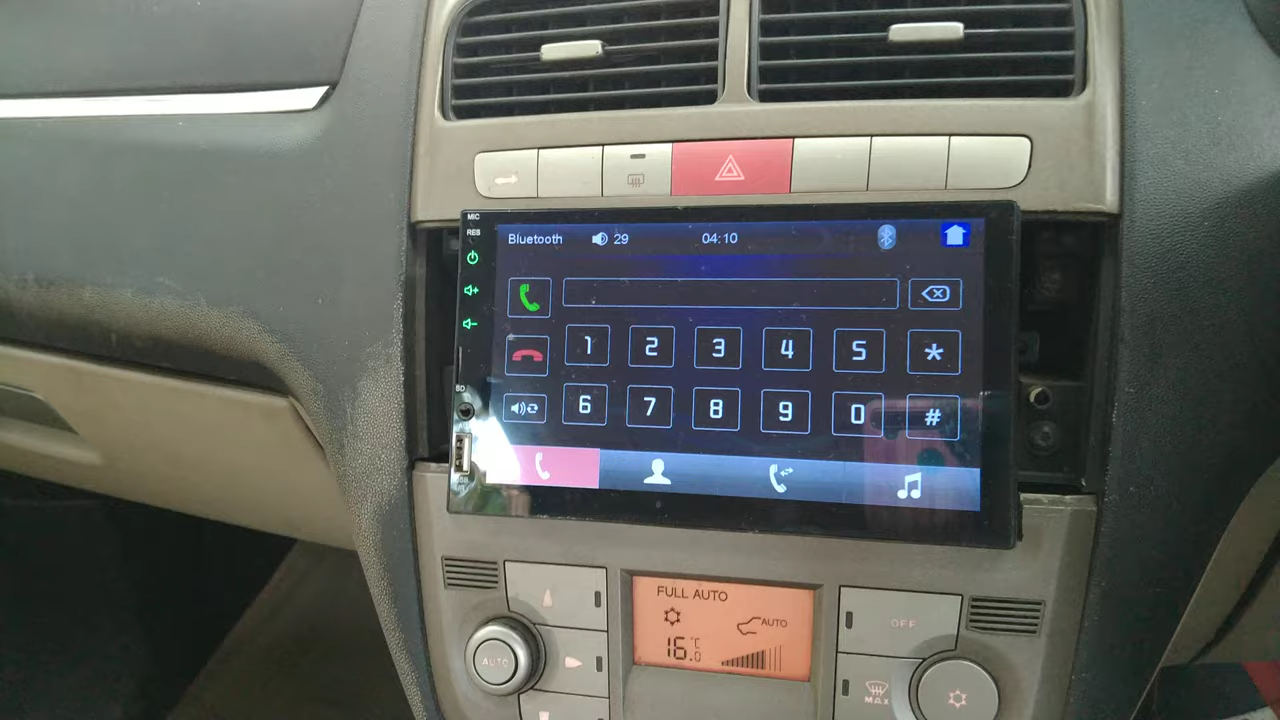 MIC
RES
Bluetooth 29 04:10
1 2 3 4 5 *
6 7 8 9 0 #
SD
FULL AUTO
AUTO
16.0 °C
AUTO
OFF
MAX